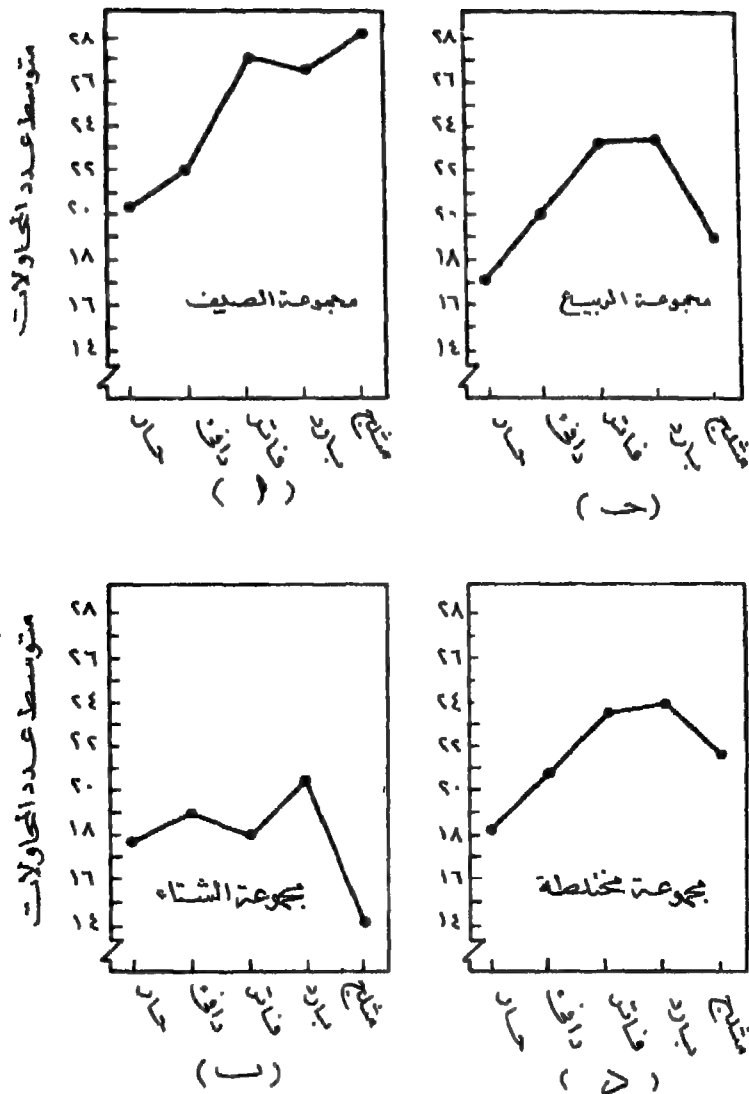 متوسط عدد المحاولات
٢٨
٢٦
٢٤
٢٢
٢٠
١٨
١٦
١٤
مجموعة الصيف
حار
دافئ
فاتر
بارد
مثلج
( أ )
٢٨
٢٦
٢٤
٢٢
٢٠
١٨
١٦
١٤
مجموعة الربيع
حار
دافئ
فاتر
بارد
مثلج
( جـ )
متوسط عدد المحاولات
٢٨
٢٦
٢٤
٢٢
٢٠
١٨
١٦
١٤
مجموعة الشتاء
حار
دافئ
فاتر
بارد
مثلج
( ب )
٢٨
٢٦
٢٤
٢٢
٢٠
١٨
١٦
١٤
مجموعة مختلطة
حار
دافئ
فاتر
بارد
مثلج
( د )